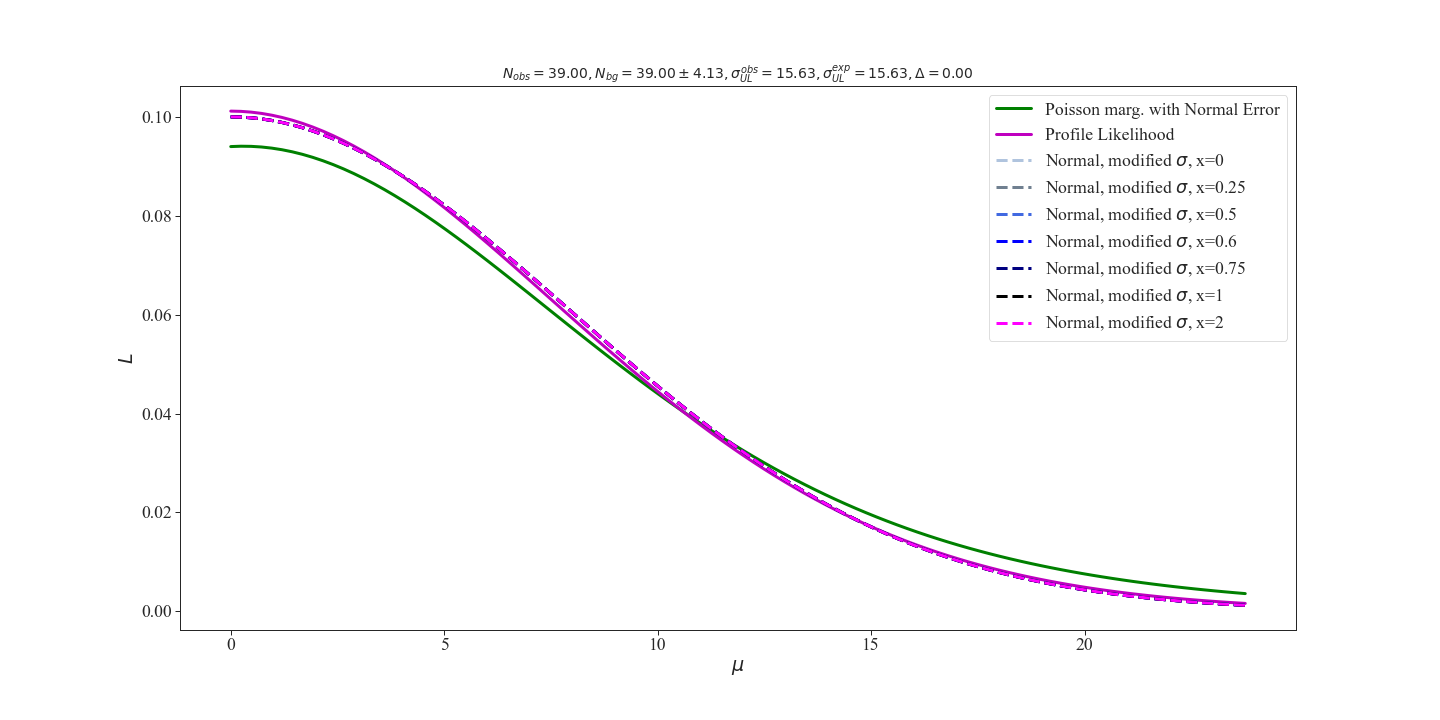 N_obs = 39.00, N_bg = 39.00 ± 4.13, σ_UL^obs = 15.63, σ_UL^exp = 15.63, Δ = 0.00
Poisson marg. with Normal Error
Profile Likelihood
Normal, modified σ, x=0
Normal, modified σ, x=0.25
Normal, modified σ, x=0.5
Normal, modified σ, x=0.6
Normal, modified σ, x=0.75
Normal, modified σ, x=1
Normal, modified σ, x=2
0.10
0.08
0.06
0.04
0.02
0.00
L
0 5 10 15 20
μ